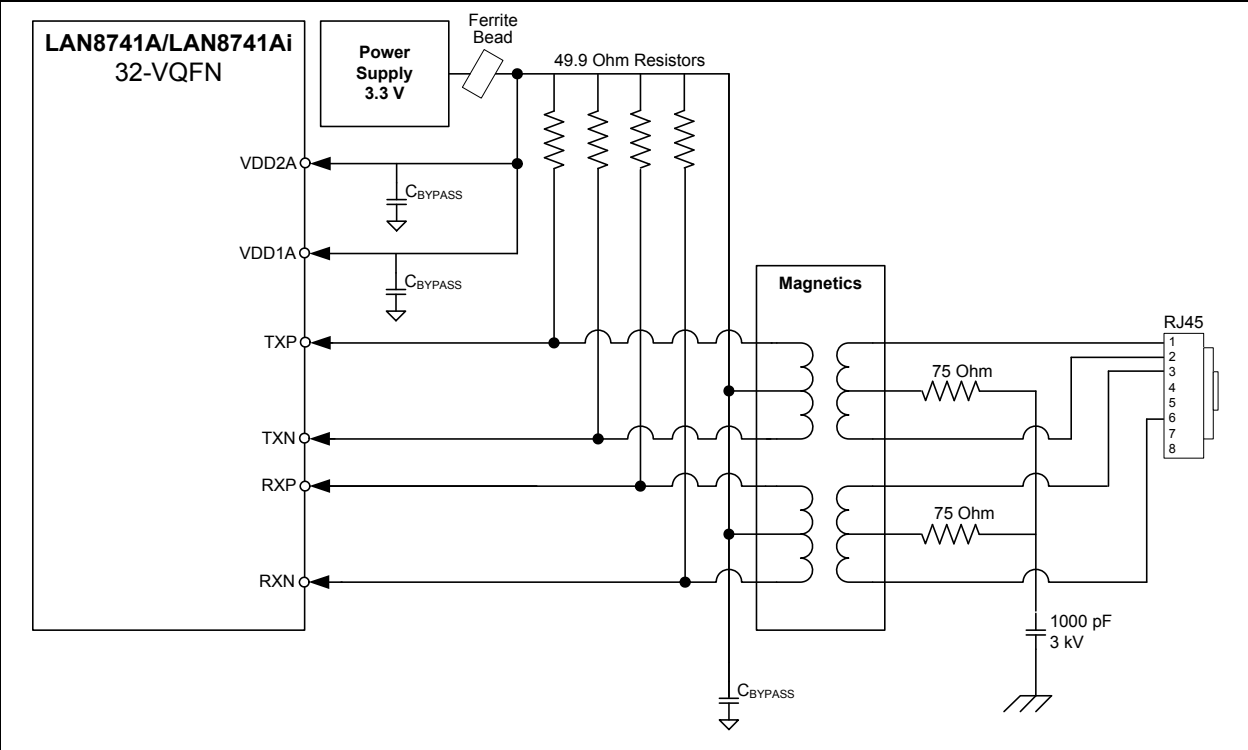 LAN8741A/LAN8741Ai
32-VQFN
Power
Supply
3.3 V
Ferrite
Bead
49.9 Ohm Resistors
VDD2A
CBYPASS
VDD1A
CBYPASS
TXP
TXN
RXP
RXN
Magnetics
75 Ohm
75 Ohm
RJ45
1
2
3
4
5
6
7
8
1000 pF
3 kV
CBYPASS